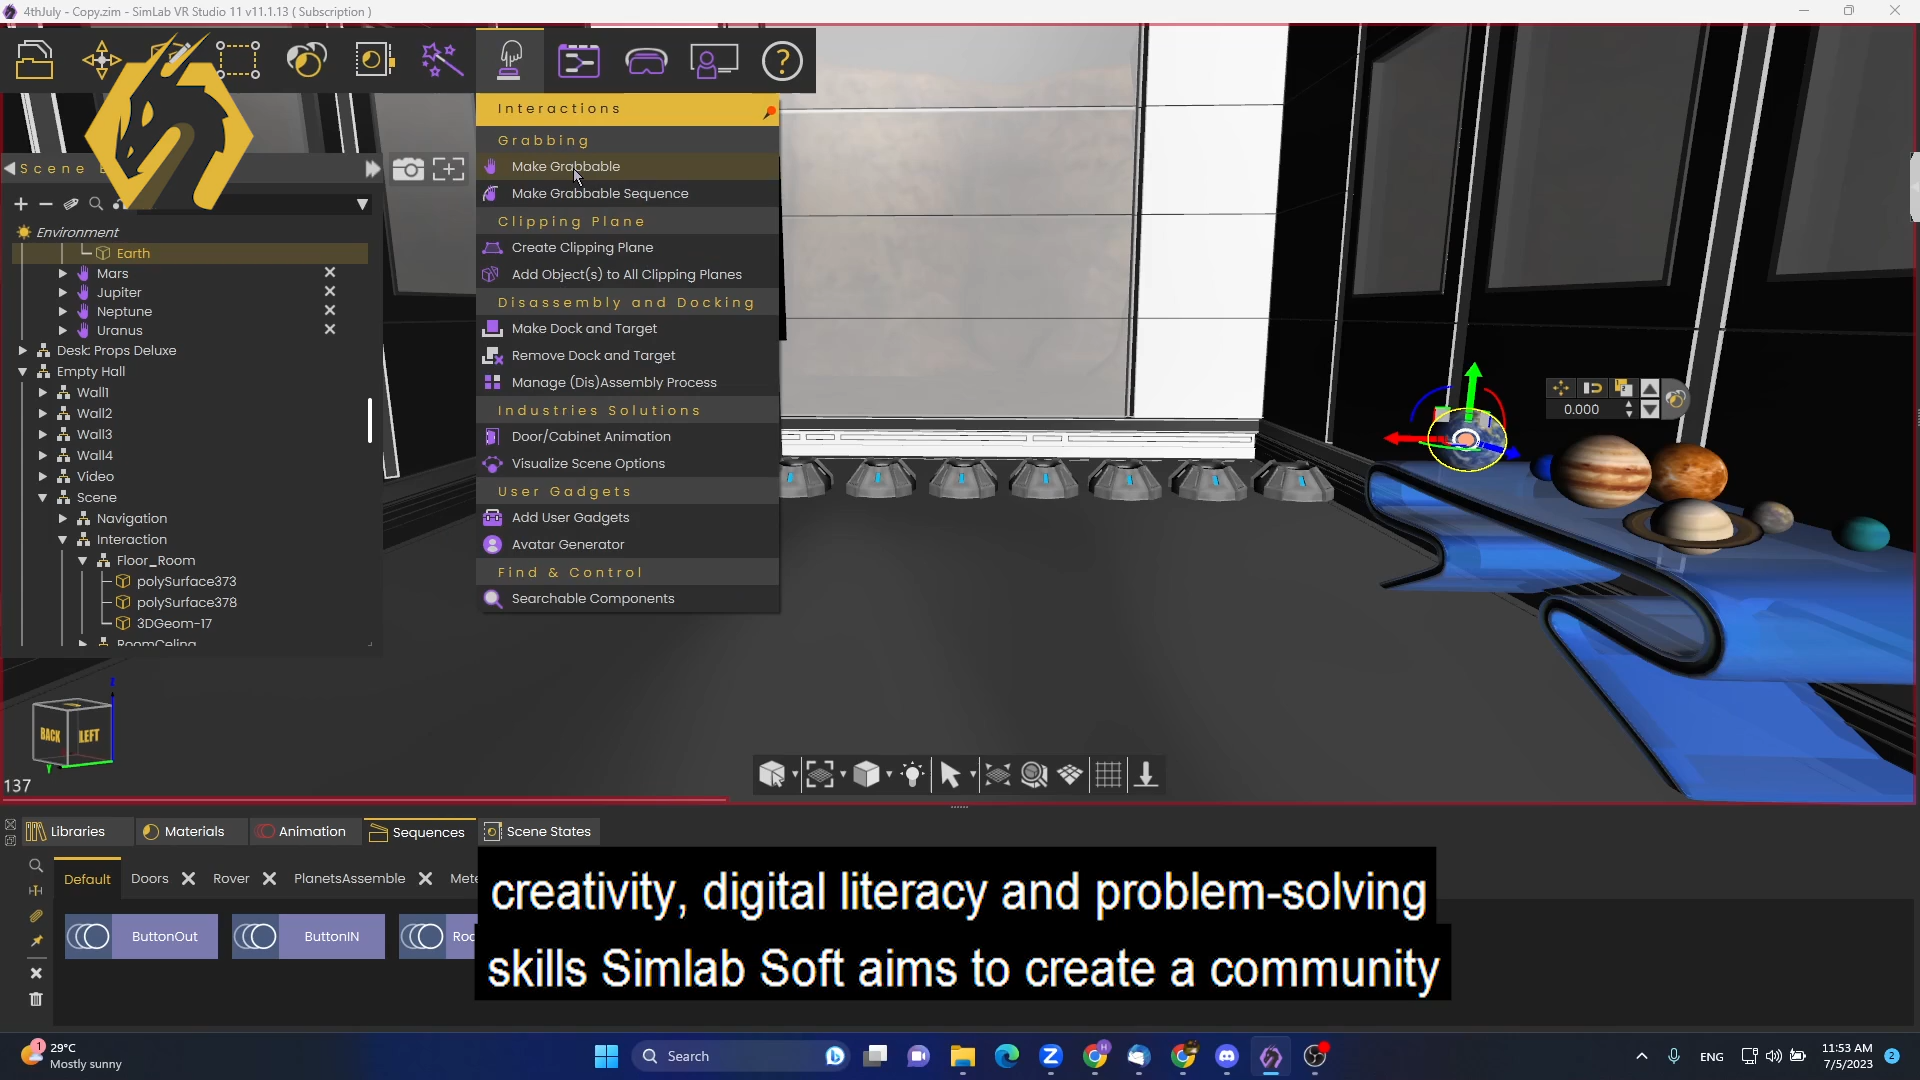 4thJuly - Copy.zim - SimLab VR Studio 11 v11.1.13 ( Subscription )
Interactions
Grabbing
Make Grabbable
Make Grabbable Sequence
Clipping Plane
Create Clipping Plane
Add Object(s) to All Clipping Planes
Disassembly and Docking
Make Dock and Target
Remove Dock and Target
Manage (Dis)Assembly Process
Industries Solutions
Door/Cabinet Animation
Visualize Scene Options
User Gadgets
Add User Gadgets
Avatar Generator
Find & Control
Searchable Components
Scene
Environment
Earth
Mars
Jupiter
Neptune
Uranus
Desk: Props Deluxe
Empty Hall
Wall1
Wall2
Wall3
Wall4
Video
Scene
Navigation
Interaction
Floor_Room
polySurface373
polySurface378
3DGeom-17
RoomCeling
0.000
BACK LEFT
137
Libraries Materials Animation Sequences Scene States
Default Doors Rover PlanetsAssemble Mete
ButtonOut ButtonIN Roc
creativity, digital literacy and problem-solving
skills Simlab Soft aims to create a community
29°C
Mostly sunny
Search
ENG
11:53 AM
7/5/2023
2